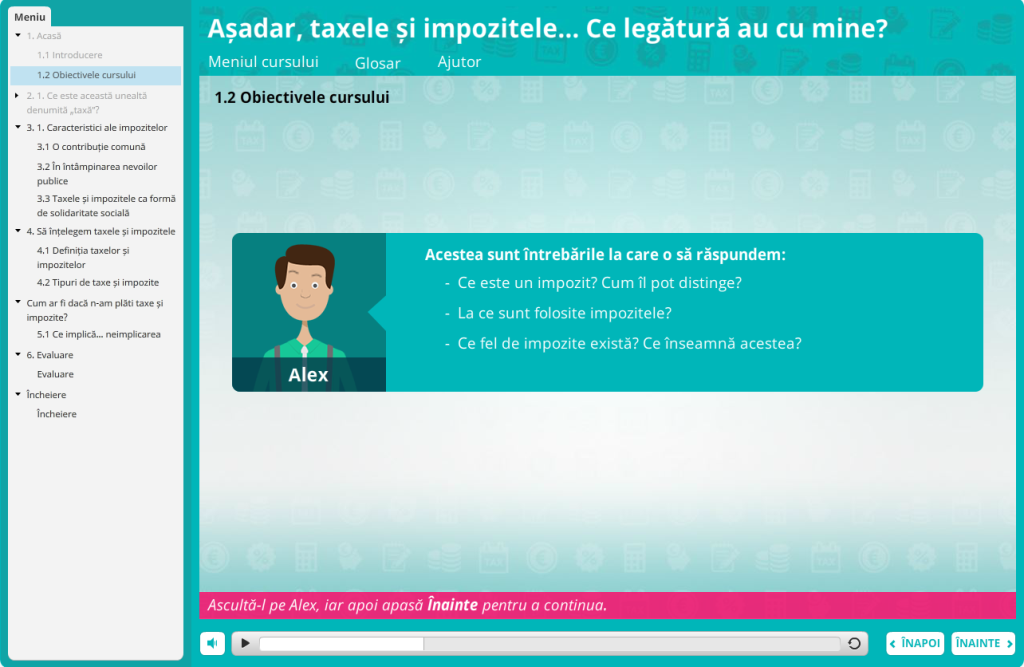 Meniu
1. Acasă
1.1 Introducere
1.2 Obiectivele cursului
2. 1. Ce este această unealtă
denumită „taxă”?
3. 1. Caracteristici ale impozitelor
3.1 O contribuție comună
3.2 În întâmpinarea nevoilor
publice
3.3 Taxele și impozitele ca formă
de solidaritate socială
4. Să înțelegem taxele și impozitele
4.1 Definiția taxelor și
impozitelor
4.2 Tipuri de taxe și impozite
Cum ar fi dacă n-am plăti taxe și
impozite?
5.1 Ce implică... neimplicarea
6. Evaluare
Evaluare
Încheiere
Încheiere
Așadar, taxele și impozitele... Ce legătură au cu mine?
Meniul cursului Glosar Ajutor
1.2 Obiectivele cursului
Acestea sunt întrebările la care o să răspundem:
- Ce este un impozit? Cum îl pot distinge?
- La ce sunt folosite impozitele?
- Ce fel de impozite există? Ce înseamnă acestea?
Alex
Ascultă-l pe Alex, iar apoi apasă Înainte pentru a continua.
ÎNAPOI ÎNAINTE